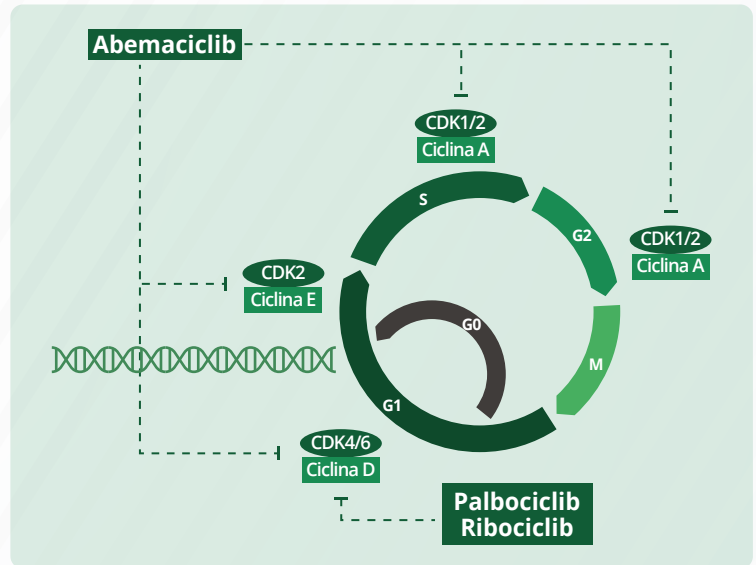 Abemaciclib
CDK1/2
Ciclina A
S
G2
CDK1/2
Ciclina A
CDK2
Ciclina E
G0
M
G1
CDK4/6
Ciclina D
Palbociclib
Ribociclib